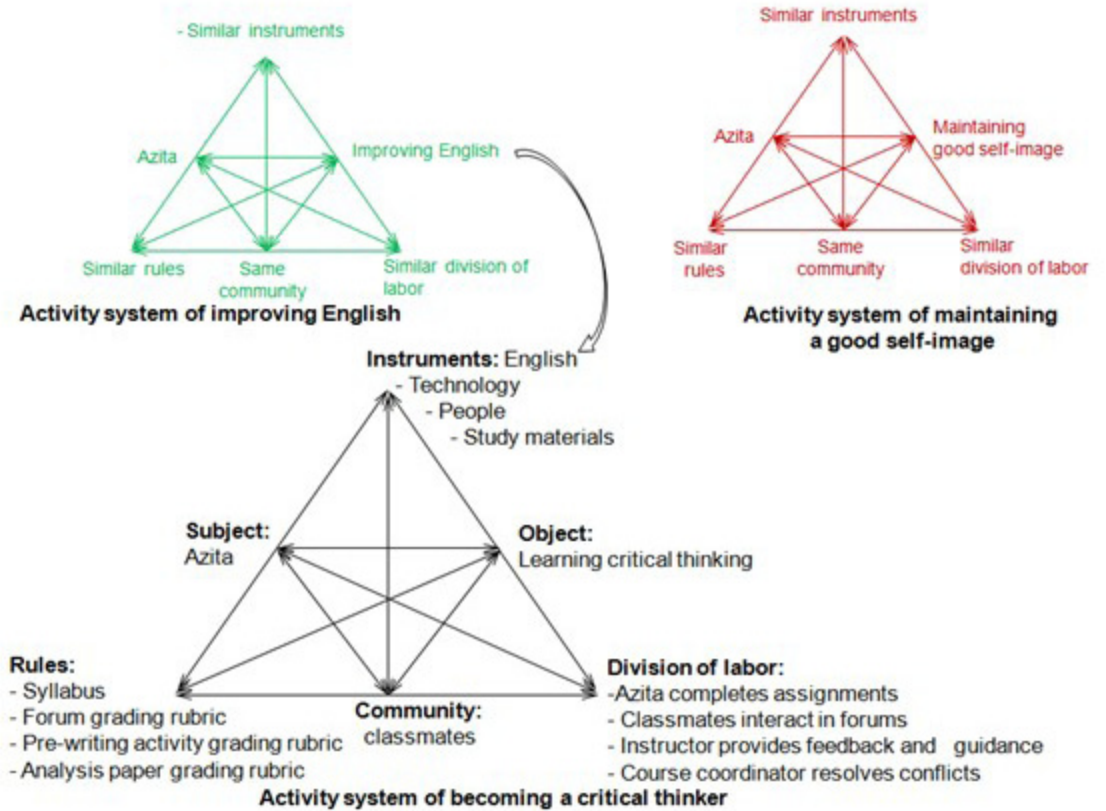 - Similar instruments
Azita
Improving English
Similar rules
Same
community
Similar division of
labor
Activity system of improving English
Similar instruments
Azita
Maintaining
good self-image
Similar
rules
Same
community
Similar
division of labor
Activity system of maintaining
a good self-image
Instruments: English
- Technology
- People
- Study materials
Subject:
Azita
Object:
Learning critical thinking
Rules:
- Syllabus
- Forum grading rubric
- Pre-writing activity grading rubric
- Analysis paper grading rubric
Community:
classmates
Division of labor:
-Azita completes assignments
- Classmates interact in forums
- Instructor provides feedback and guidance
- Course coordinator resolves conflicts
Activity system of becoming a critical thinker